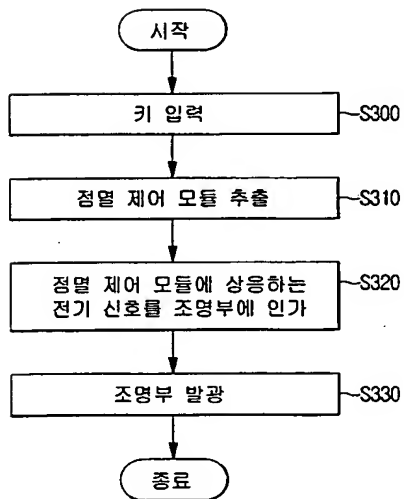 시작
키 입력
S300
점멸 제어 모듈 추출
S310
점멸 제어 모듈에 상응하는
전기 신호를 조명부에 인가
S320
조명부 발광
S330
종료